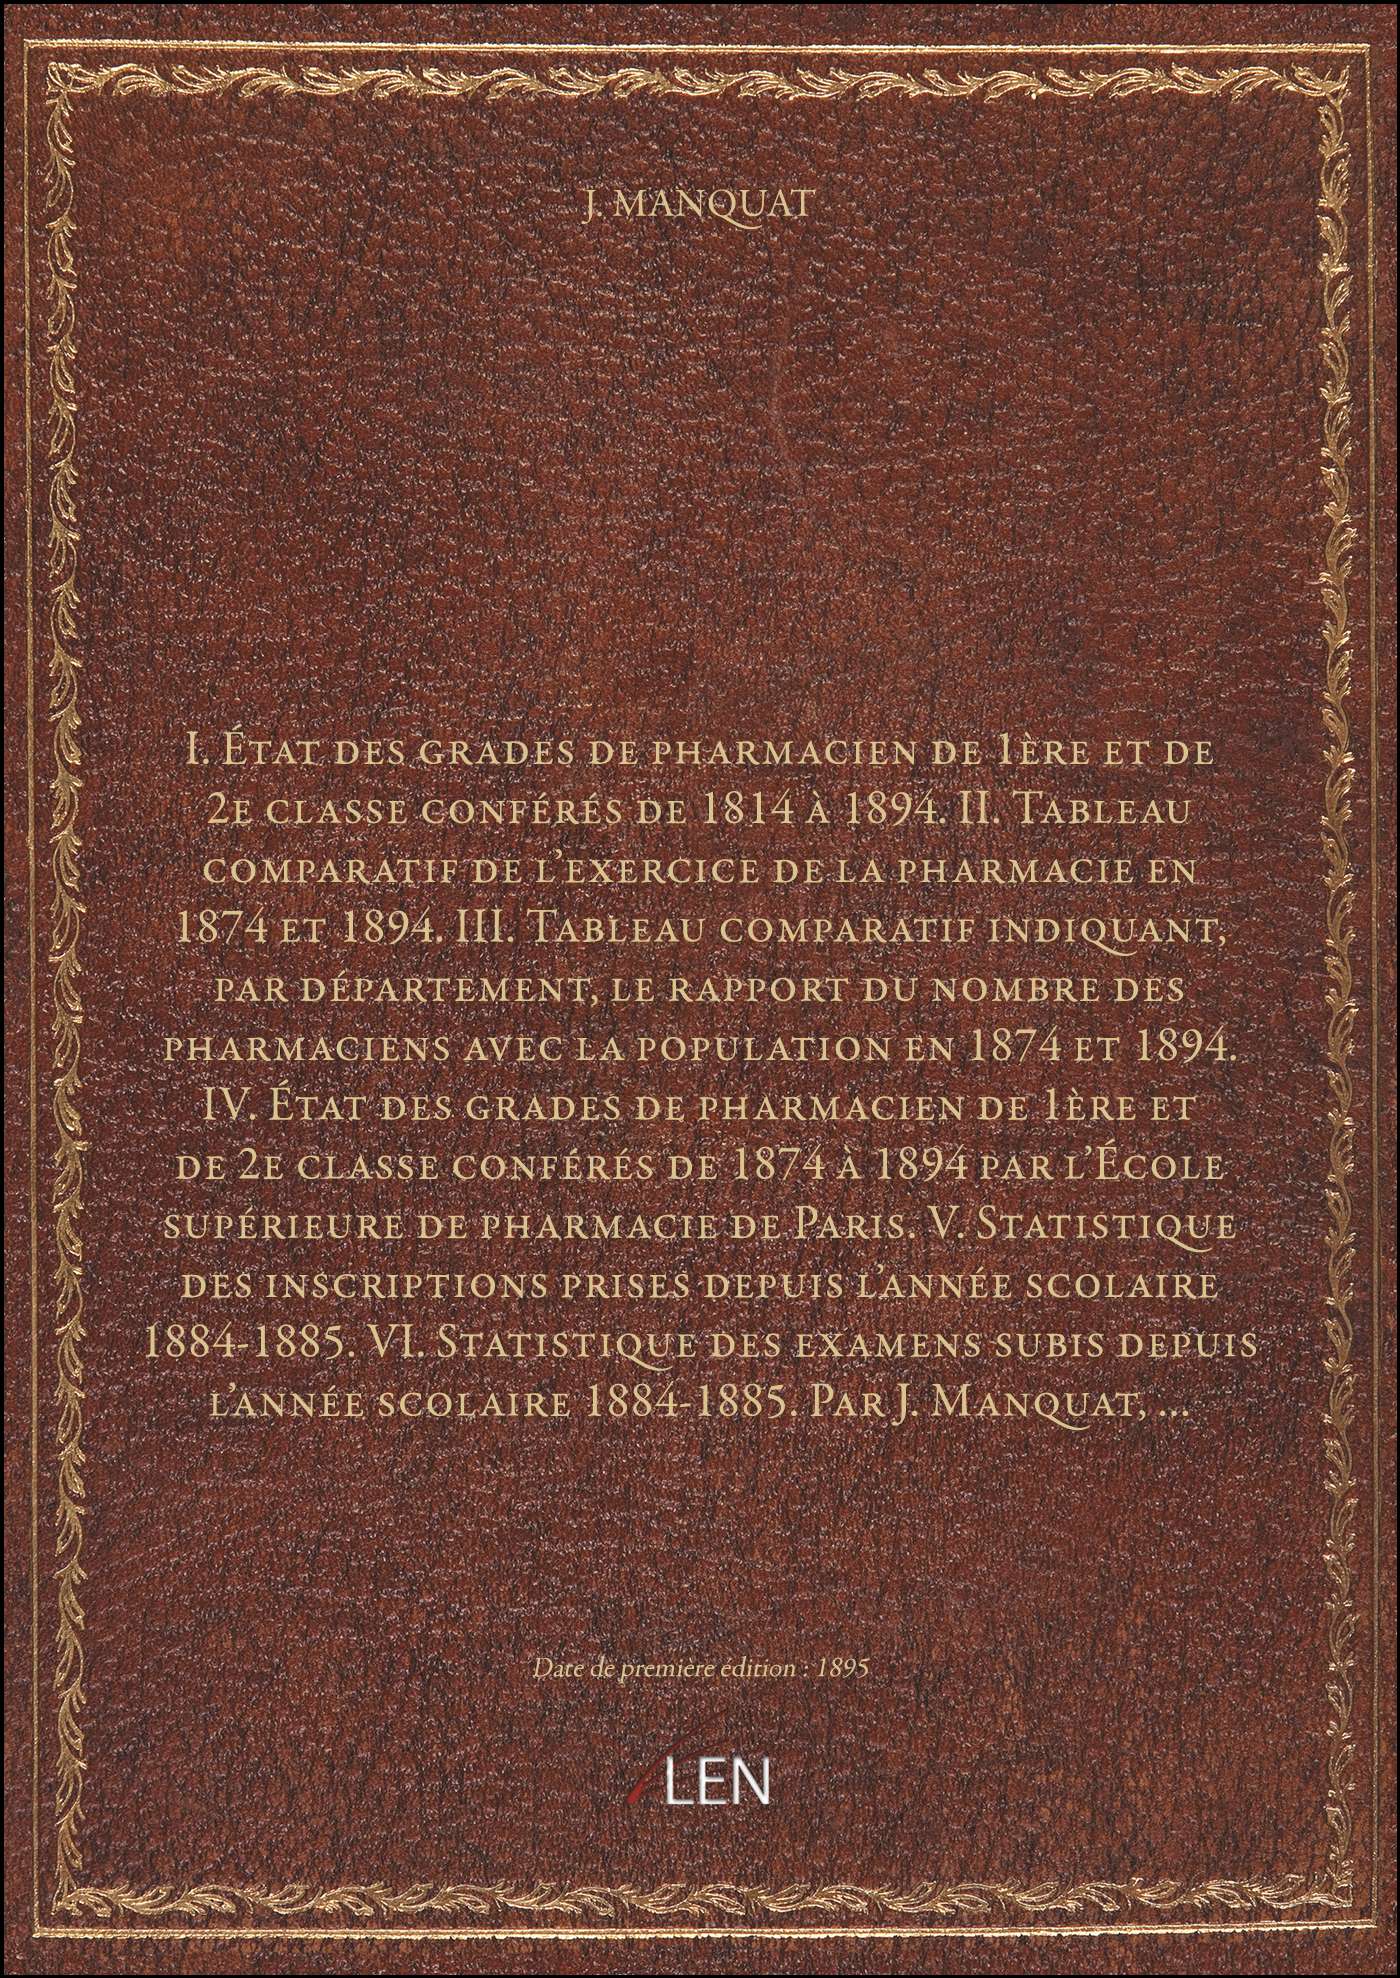 J. MANQUAT
I. État des grades de pharmacien de 1ère et de
2e classe conférés de 1814 à 1894. II. Tableau
comparatif de l'exercice de la pharmacie en
1874 et 1894. III. Tableau comparatif indiquant,
par département, le rapport du nombre des
pharmaciens avec la population en 1874 et 1894.
IV. État des grades de pharmacien de 1ère et
de 2e classe conférés de 1874 à 1894 par l'École
supérieure de pharmacie de Paris. V. Statistique
des inscriptions prises depuis l'année scolaire
1884-1885. VI. Statistique des examens subis depuis
l'année scolaire 1884-1885. Par J. Manquat, ...
Date de première édition : 1895
LEN